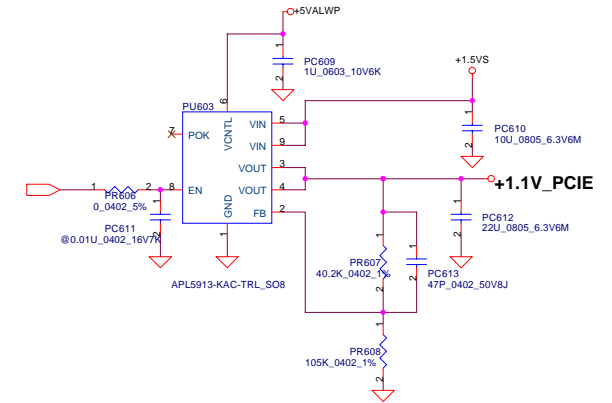 +5VALWP
1
PC609
1U_0603_10V6K
2
+1.5VS
PU603
6
VCNTL
7
POK
VIN
5
VIN
9
1
PC610
10U_0805_6.3V6M
2
VOUT
3
VOUT
4
+1.1V_PCIE
1
2
8
EN
PR606
0_0402_5%
GND
FB
2
1
PC611
@0.01U_0402_16V7K
2
1
1
PC612
22U_0805_6.3V6M
2
APL5913-KAC-TRL_SO8
1
PR607
40.2K_0402_1%
2
1
PC613
47P_0402_50V8J
2
1
PR608
105K_0402_1%
2